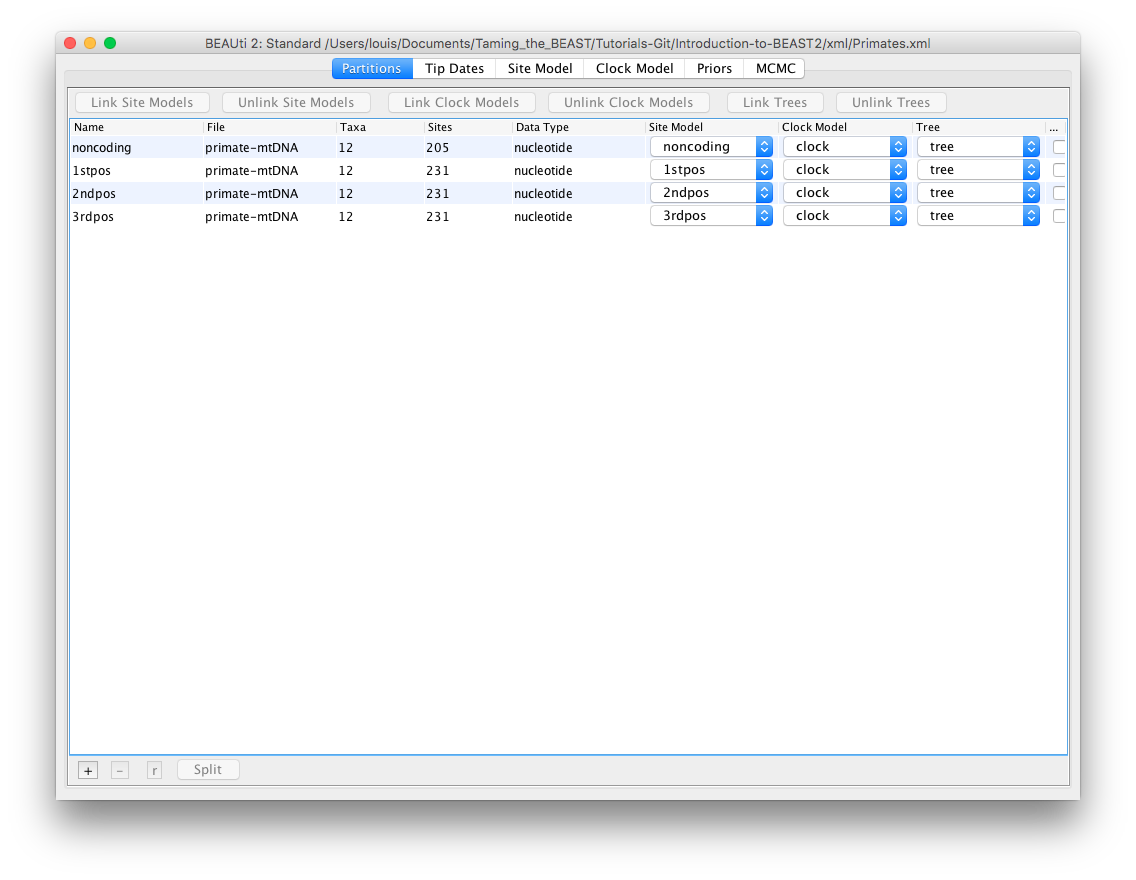 BEAUti 2: Standard /Users/louis/Documents/Taming_the_BEAST/Tutorials-Git/Introduction-to-BEAST2/xml/Primates.xml
Partitions Tip Dates Site Model Clock Model Priors MCMC
Link Site Models Unlink Site Models Link Clock Models Unlink Clock Models Link Trees Unlink Trees
Name File Taxa Sites Data Type Site Model Clock Model Tree ...
noncoding primate-mtDNA 12 205 nucleotide noncoding clock tree
1stpos primate-mtDNA 12 231 nucleotide 1stpos clock tree
2ndpos primate-mtDNA 12 231 nucleotide 2ndpos clock tree
3rdpos primate-mtDNA 12 231 nucleotide 3rdpos clock tree
+ - r Split